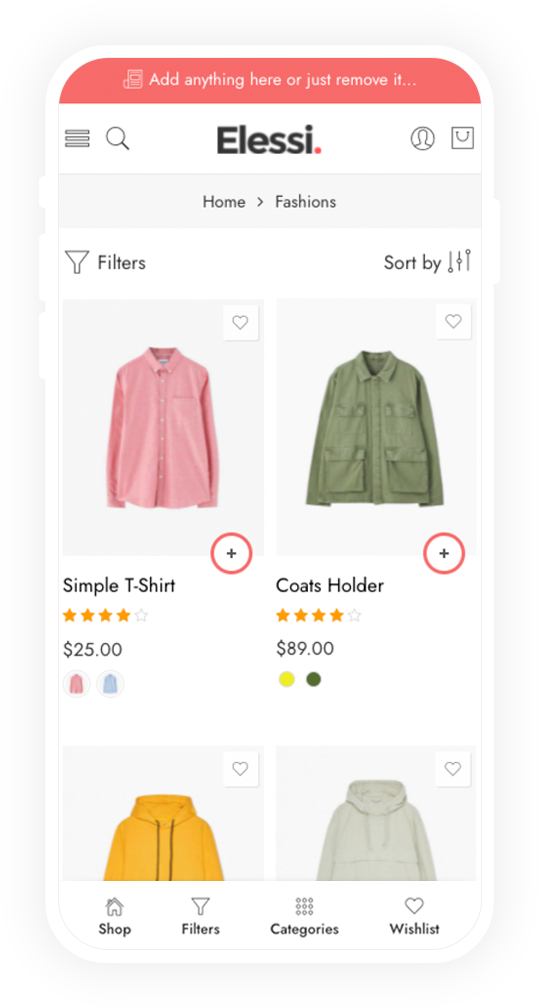 Add anything here or just remove it...
Elessi.
Home > Fashions
Filters
Sort by
Simple T-Shirt
Coats Holder
$25.00
$89.00
Shop
Filters
Categories
Wishlist